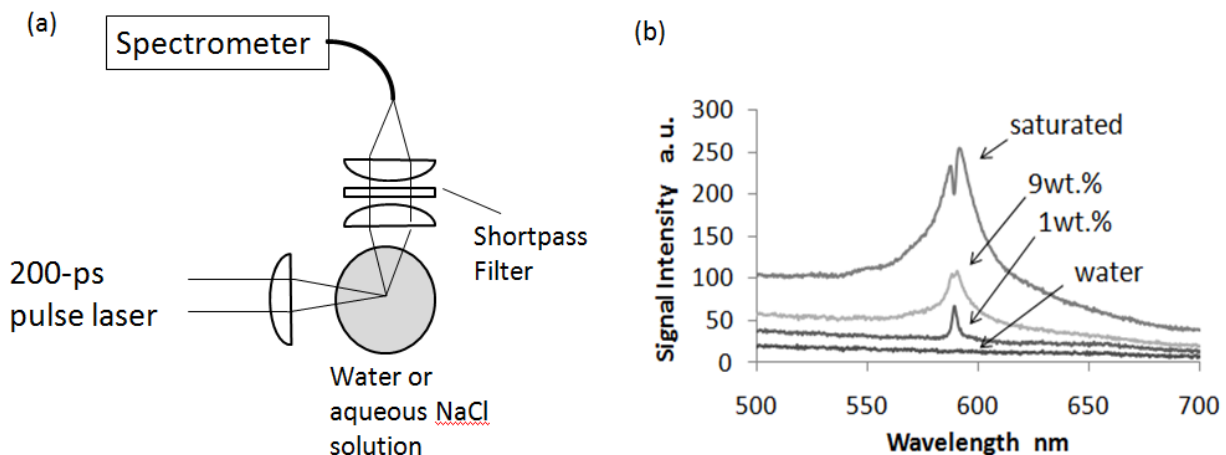 (a)
Spectrometer
Shortpass
Filter
200-ps
pulse laser
Water or
aqueous NaCl
solution
(b)
Signal Intensity a.u.
300
250
200
150
100
50
0
saturated
9wt.%
1wt.%
water
500 550 600 650 700
Wavelength nm